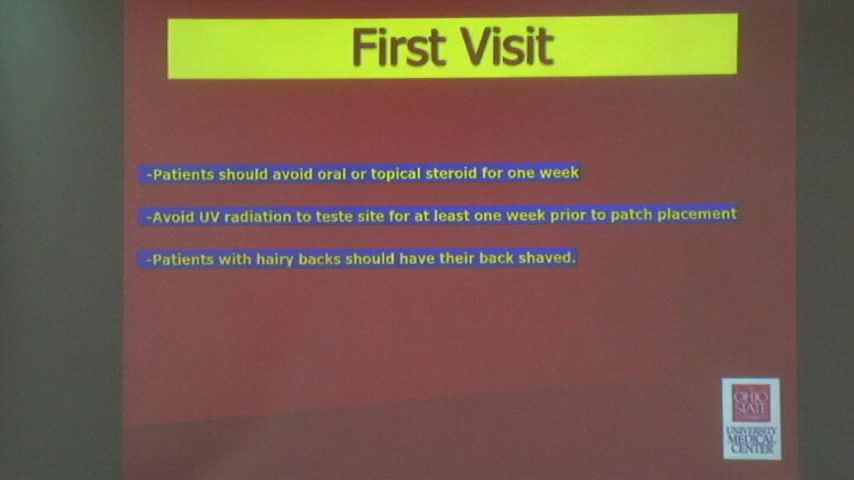 First Visit
-Patients should avoid oral or topical steroid for one week
-Avoid UV radiation to teste site for at least one week prior to patch placement
-Patients with hairy backs should have their back shaved.
OHIO
STATE
UNIVERSITY
MEDICAL
CENTER